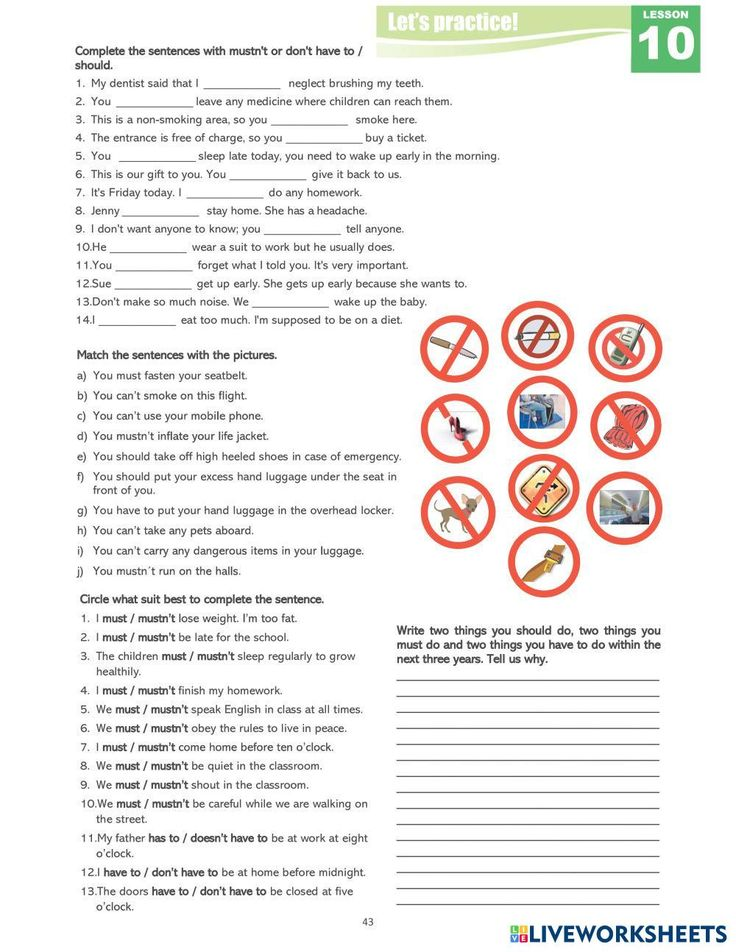 Let's practice!
LESSON
10
Complete the sentences with mustn't or don't have to /
should.
1. My dentist said that I ____________ neglect brushing my teeth.
2. You ____________ leave any medicine where children can reach them.
3. This is a non-smoking area, so you ____________ smoke here.
4. The entrance is free of charge, so you ____________ buy a ticket.
5. You ____________ sleep late today, you need to wake up early in the morning.
6. This is our gift to you. You ____________ give it back to us.
7. It's Friday today. I ____________ do any homework.
8. Jenny ____________ stay home. She has a headache.
9. I don't want anyone to know; you ____________ tell anyone.
10.He ____________ wear a suit to work but he usually does.
11.You ____________ forget what I told you. It's very important.
12.Sue ____________ get up early. She gets up early because she wants to.
13.Don't make so much noise. We ____________ wake up the baby.
14.I ____________ eat too much. I'm supposed to be on a diet.
Match the sentences with the pictures.
a) You must fasten your seatbelt.
b) You can't smoke on this flight.
c) You can't use your mobile phone.
d) You mustn't inflate your life jacket.
e) You should take off high heeled shoes in case of emergency.
f) You should put your excess hand luggage under the seat in
front of you.
g) You have to put your hand luggage in the overhead locker.
h) You can't take any pets aboard.
i) You can't carry any dangerous items in your luggage.
j) You mustn´t run on the halls.
Circle what suit best to complete the sentence.
1. I must / mustn't lose weight. I'm too fat.
2. I must / mustn't be late for the school.
3. The children must / mustn't sleep regularly to grow
healthily.
4. I must / mustn't finish my homework.
5. We must / mustn't speak English in class at all times.
6. We must / mustn't obey the rules to live in peace.
7. I must / mustn't come home before ten o'clock.
8. We must / mustn't be quiet in the classroom.
9. We must / mustn't shout in the classroom.
10.We must / mustn't be careful while we are walking on
the street.
11.My father has to / doesn't have to be at work at eight
o'clock.
12.I have to / don't have to be at home before midnight.
13.The doors have to / don't have to be closed at five
o'clock.
Write two things you should do, two things you
must do and two things you have to do within the
next three years. Tell us why.
43
LIVE LIVEWORKSHEETS